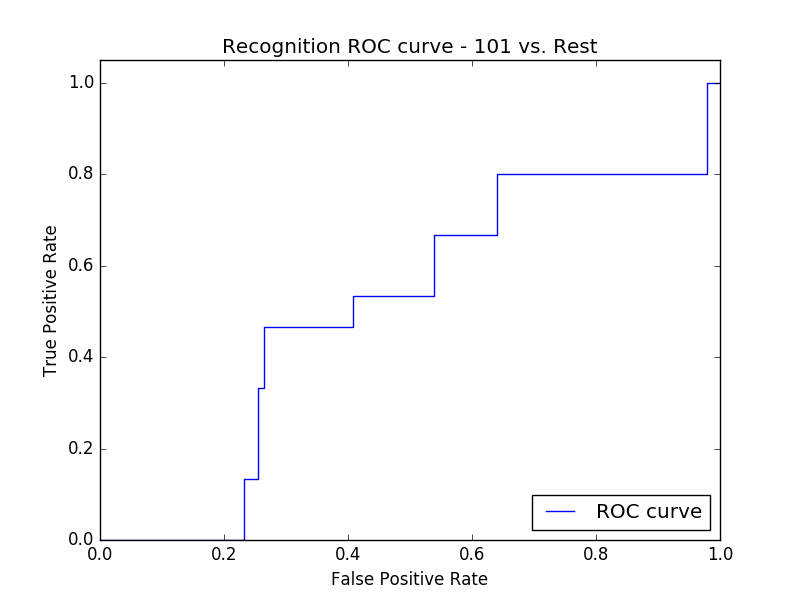 Recognition ROC curve - 101 vs. Rest
1.0
0.8
0.6
0.4
0.2
0.0
True Positive Rate
0.0 0.2 0.4 0.6 0.8 1.0
False Positive Rate
ROC curve